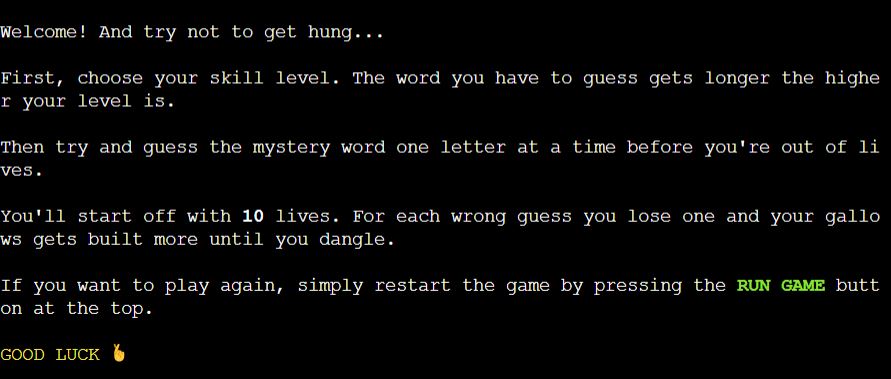 Welcome! And try not to get hung...
First, choose your skill level. The word you have to guess gets longer the highe
r your level is.
Then try and guess the mystery word one letter at a time before you're out of li
ves.
You'll start off with 10 lives. For each wrong guess you lose one and your gallo
ws gets built more until you dangle.
If you want to play again, simply restart the game by pressing the RUN GAME butt
on at the top.
GOOD LUCK 🤞